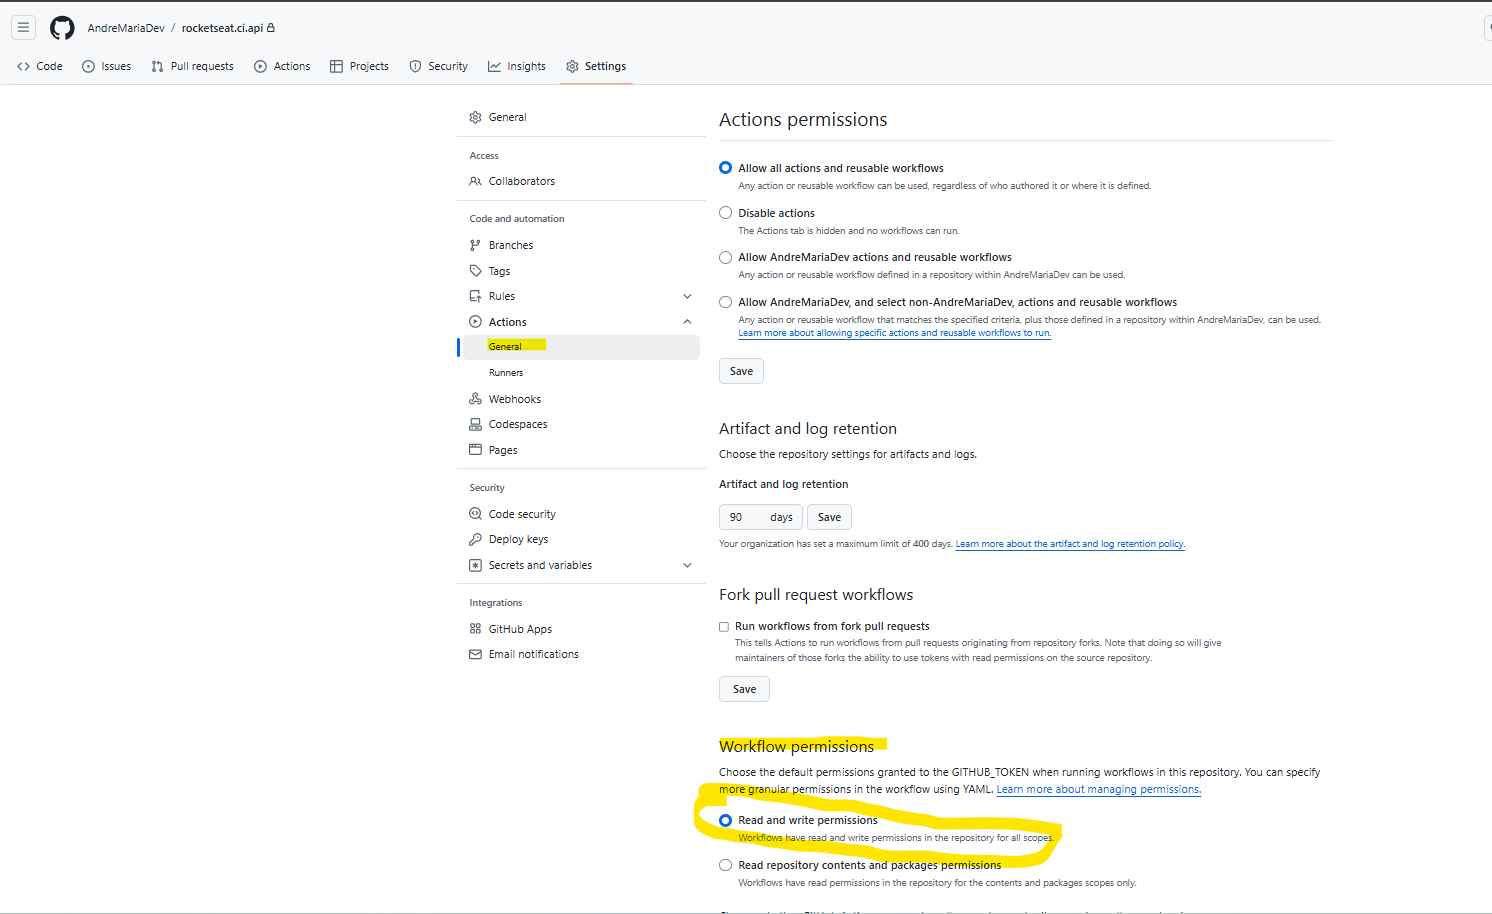 AndreMariaDev / rocketseat.ci.api
Code
Issues
Pull requests
Actions
Projects
Security
Insights
Settings
General
Access
Collaborators
Code and automation
Branches
Tags
Rules
Actions
General
Runners
Webhooks
Codespaces
Pages
Security
Code security
Deploy keys
Secrets and variables
Integrations
GitHub Apps
Email notifications
Actions permissions
Allow all actions and reusable workflows
Any action or reusable workflow can be used, regardless of who authored it or where it is defined.
Disable actions
The Actions tab is hidden and no workflows can run.
Allow AndreMariaDev actions and reusable workflows
Any action or reusable workflow defined in a repository within AndreMariaDev can be used.
Allow AndreMariaDev, and select non-AndreMariaDev, actions and reusable workflows
Any action or reusable workflow that matches the specified criteria, plus those defined in a repository within AndreMariaDev, can be used.
Learn more about allowing specific actions and reusable workflows to run.
Save
Artifact and log retention
Choose the repository settings for artifacts and logs.
Artifact and log retention
90 days Save
Your organization has set a maximum limit of 400 days. Learn more about the artifact and log retention policy.
Fork pull request workflows
Run workflows from fork pull requests
This tells Actions to run workflows from pull requests originating from repository forks. Note that doing so will give
maintainers of those forks the ability to use tokens with read permissions on the source repository.
Save
Workflow permissions
Choose the default permissions granted to the GITHUB_TOKEN when running workflows in this repository. You can specify
more granular permissions in the workflow using YAML. Learn more about managing permissions.
Read and write permissions
Workflows have read and write permissions in the repository for all scopes.
Read repository contents and packages permissions
Workflows have read permissions in the repository for the contents and packages scopes only.